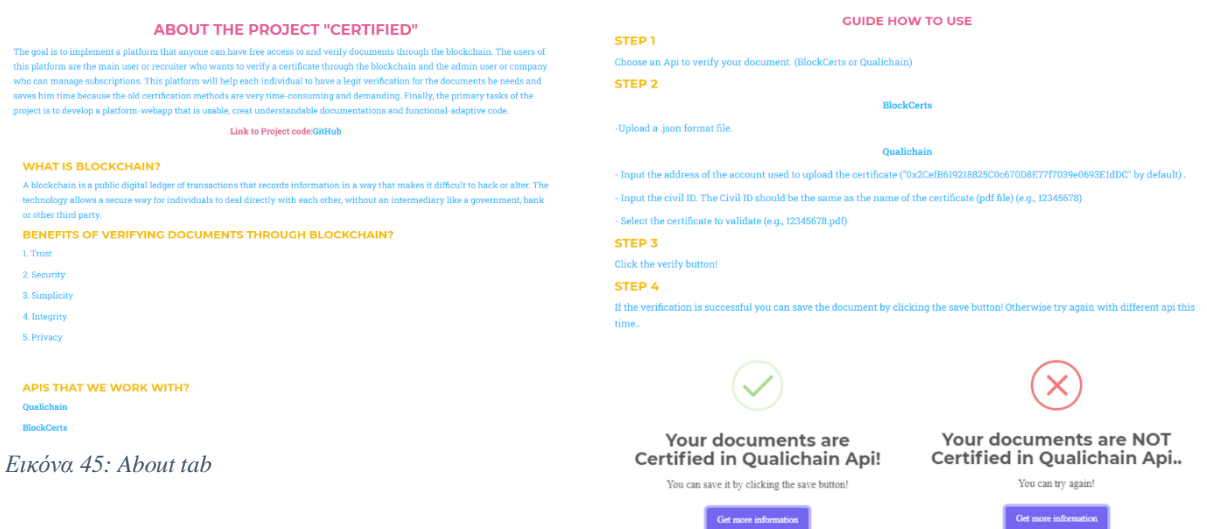 ABOUT THE PROJECT "CERTIFIED"
The goal is to implement a platform that anyone can have free access to and verify documents through the blockchain. The users of
this platform are the main user or recruiter who wants to verify a certificate through the blockchain and the admin user or company
who can manage subscriptions. This platform will help each individual to have a legit verification for the documents he needs and
saves him time because the old certification methods are very time-consuming and demanding. Finally, the primary tasks of the
project is to develop a platform-webapp that is usable, creat understandable documentations and functional-adaptive code.
Link to Project code:GitHub
WHAT IS BLOCKCHAIN?
A blockchain is a public digital ledger of transactions that records information in a way that makes it difficult to hack or alter. The
technology allows a secure way for individuals to deal directly with each other, without an intermediary like a government, bank
or other third party.
BENEFITS OF VERIFYING DOCUMENTS THROUGH BLOCKCHAIN?
1. Trust
2. Security
3. Simplicity
4. Integrity
5. Privacy
APIS THAT WE WORK WITH?
Qualichain
BlockCerts
Εικόνα 45: About tab
GUIDE HOW TO USE
STEP 1
Choose an Api to verify your document. (BlockCerts or Qualichain)
STEP 2
BlockCerts
-Upload a .json format file.
Qualichain
- Input the address of the account used to upload the certificate ("0x2CefB619218825C0c670D8E77f7039e0693E1dDC" by default) .
- Input the civil ID. The Civil ID should be the same as the name of the certificate (pdf file) (e.g., 12345678)
- Select the certificate to validate (e.g., 12345678.pdf)
STEP 3
Click the verify button!
STEP 4
If the verification is successful you can save the document by clicking the save button! Otherwise try again with different api this
time..
Your documents are
Certified in Qualichain Api!
You can save it by clicking the save button!
Get more information
Your documents are NOT
Certified in Qualichain Api..
You can try again!
Get more information